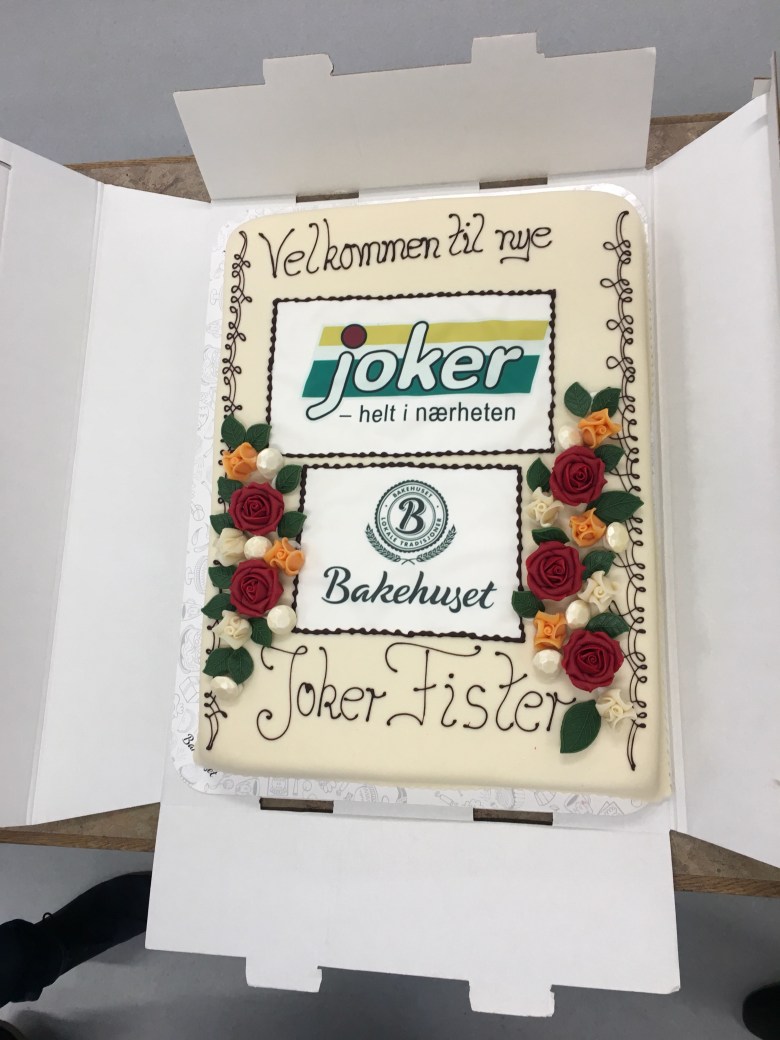 Velkommen til nye
joker
– helt i nærheten
BAKEHUSET
B
LOKALE TRADISJONER
Bakehuset
Joker Fister